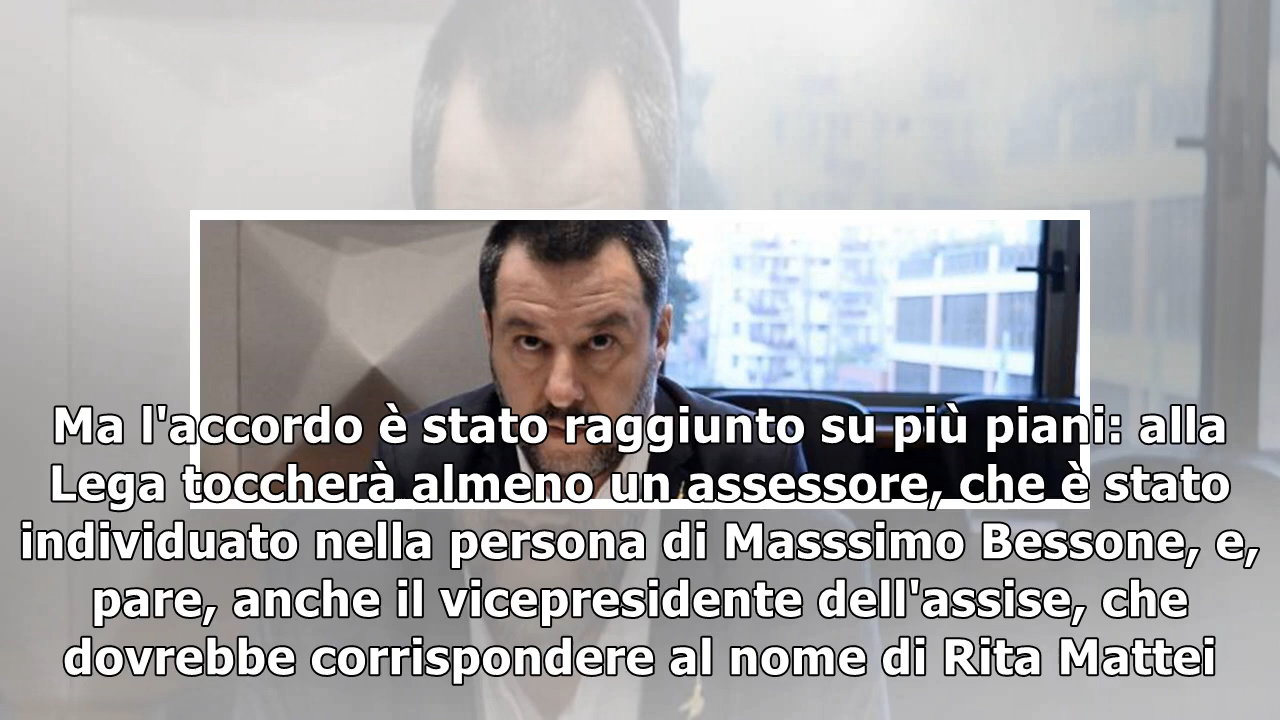 Ma l'accordo è stato raggiunto su più piani: alla
Lega toccherà almeno un assessore, che è stato
individuato nella persona di Masssimo Bessone, e,
pare, anche il vicepresidente dell'assise, che
dovrebbe corrispondere al nome di Rita Mattei